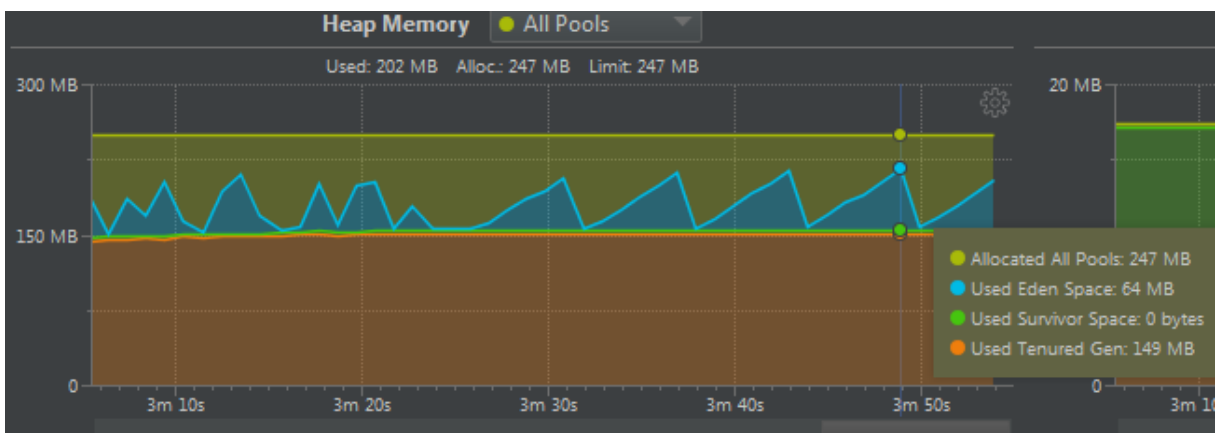 Heap Memory All Pools
Used: 202 MB Alloc.: 247 MB Limit: 247 MB
300 MB
20 MB
150 MB
Allocated All Pools: 247 MB
Used Eden Space: 64 MB
Used Survivor Space: 0 bytes
Used Tenured Gen: 149 MB
0
0
3m 10s 3m 20s 3m 30s 3m 40s 3m 50s 3m 10